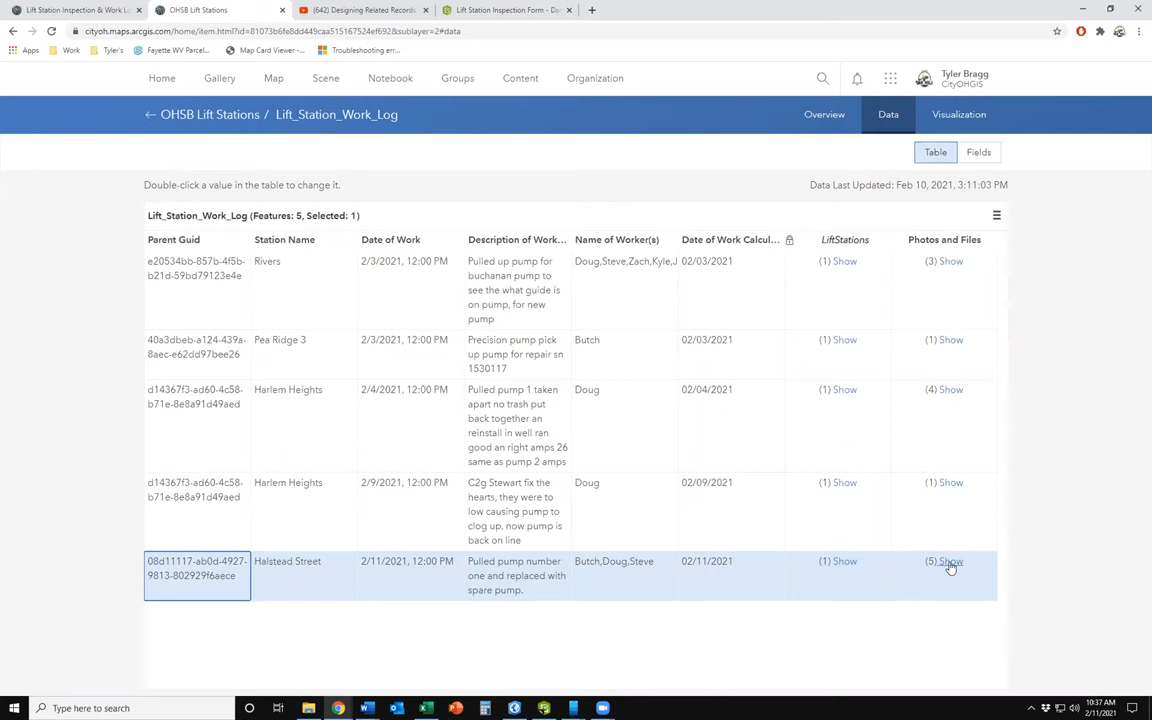 Lift Station Inspection & Work Lo
OHSB Lift Stations
(642) Designing Related Records
Lift Station Inspection Form - Da
cityoh.maps.arcgis.com/home/item.html?id=81073b6fe8dd449caa515167524ef692&sublayer=2#data
Apps
Work
Tyler's
Fayette WV Parcel...
Map Card Viewer -...
Troubleshooting err...
Home
Gallery
Map
Scene
Notebook
Groups
Content
Organization
Tyler Bragg
CityOHGIS
OHSB Lift Stations / Lift_Station_Work_Log
Overview
Data
Visualization
Table
Fields
Double-click a value in the table to change it.
Data Last Updated: Feb 10, 2021, 3:11:03 PM
Lift_Station_Work_Log (Features: 5, Selected: 1)
Parent Guid Station Name Date of Work Description of Work... Name of Worker(s) Date of Work Calcul... LiftStations Photos and Files
e20534bb-857b-4f5b- Rivers 2/3/2021, 12:00 PM Pulled up pump for Doug,Steve,Zach,Kyle,J 02/03/2021 (1) Show (3) Show
b21d-59bd79123e4e buchanan pump to
see the what guide is
on pump, for new
pump
40a3dbeb-a124-439a- Pea Ridge 3 2/3/2021, 12:00 PM Precision pump pick Butch 02/03/2021 (1) Show (1) Show
8aec-e62dd97bee26 up pump for repair sn
1530117
d14367f3-ad60-4c58- Harlem Heights 2/4/2021, 12:00 PM Pulled pump 1 taken Doug 02/04/2021 (1) Show (4) Show
b71e-8e8a91d49aed apart no trash put
back together an
reinstall in well ran
good an right amps 26
same as pump 2 amps
d14367f3-ad60-4c58- Harlem Heights 2/9/2021, 12:00 PM C2g Stewart fix the Doug 02/09/2021 (1) Show (1) Show
b71e-8e8a91d49aed hearts, they were to
low causing pump to
clog up, now pump is
back on line
08d11117-ab0d-4927- Halstead Street 2/11/2021, 12:00 PM Pulled pump number Butch,Doug,Steve 02/11/2021 (1) Show (5) Show
9813-802929f6aece one and replaced with
spare pump.
Type here to search
10:37 AM
2/11/2021